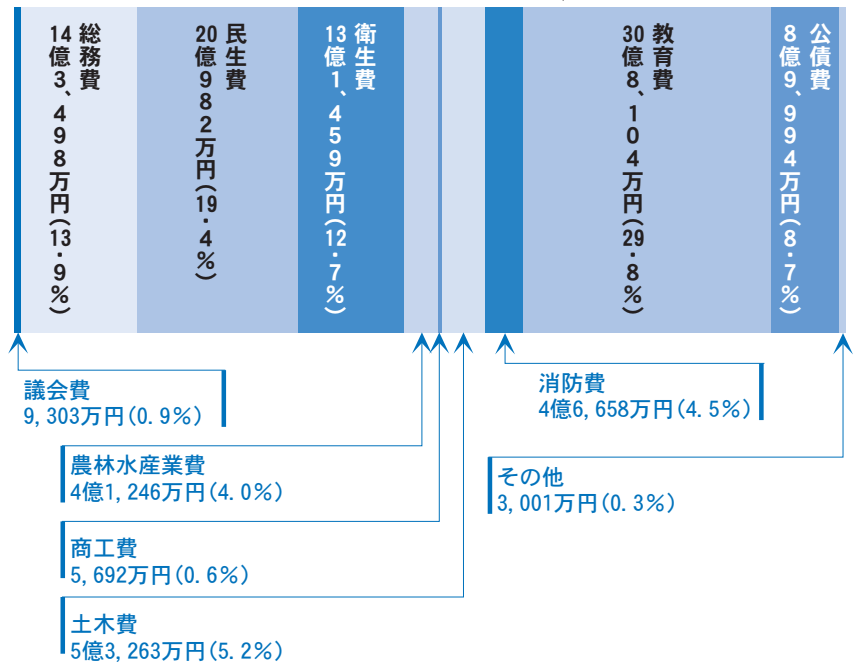 総務費
14億3、498万円(13・9%)
民生費
20億982万円(19・4%)
衛生費
13億1、459万円(12・7%)
教育費
30億8、104万円(29・8%)
公債費
8億9、994万円(8・7%)
議会費
9,303万円(0.9%)
農林水産業費
4億1,246万円(4.0%)
商工費
5,692万円(0.6%)
土木費
5億3,263万円(5.2%)
消防費
4億6,658万円(4.5%)
その他
3,001万円(0.3%)